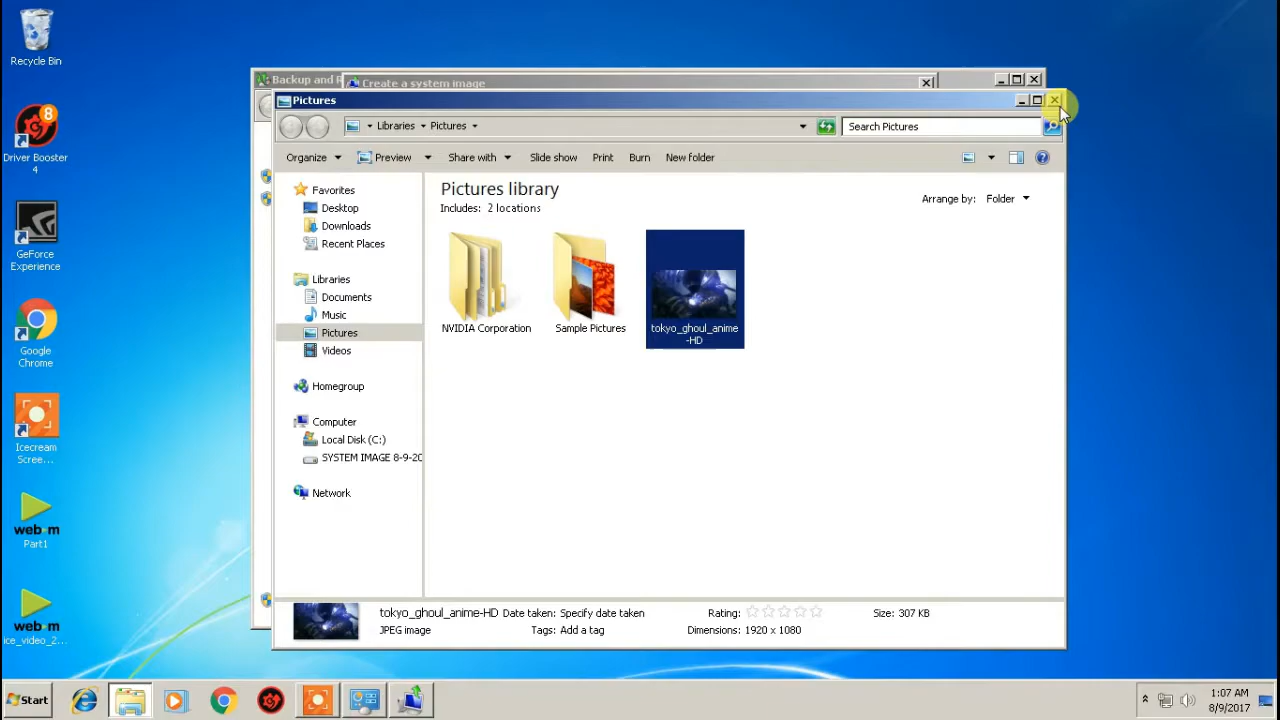 Recycle Bin
8
Driver Booster
4
GeForce
Experience
Google
Chrome
Icecream
Scree...
web-m
Part1
web-m
ice_video_2...
Backup and R
Create a system image
Pictures
Libraries
Pictures
Search Pictures
Organize
Preview
Share with
Slide show
Print
Burn
New folder
Favorites
Desktop
Downloads
Recent Places
Libraries
Documents
Music
Pictures
Videos
Homegroup
Computer
Local Disk (C:)
SYSTEM IMAGE 8-9-20
Network
Pictures library
Includes: 2 locations
Arrange by: Folder
NVIDIA Corporation
Sample Pictures
tokyo_ghoul_anime
-HD
tokyo_ghoul_anime-HD Date taken: Specify date taken Rating: Size: 307 KB
JPEG image Tags: Add a tag Dimensions: 1920 x 1080
Start
1:07 AM
8/9/2017